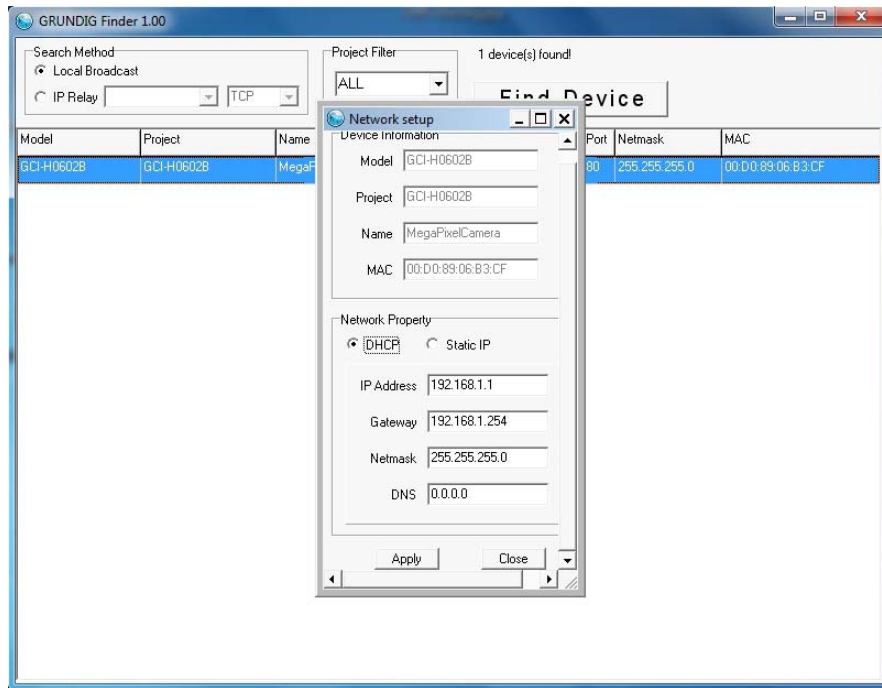 GRUNDIG Finder 1.00
Search Method
Local Broadcast
IP Relay
TCP
Project Filter
ALL
1 device(s) found!
Find Device
Model Project Name Port Netmask MAC
GCI-H0602B GCI-H0602B 80 255.255.255.0 00:D0:89:06:B3:CF
Network setup
Device Information
Model GCI-H0602B
Project GCI-H0602B
Name MegaPixelCamera
MAC 00:D0:89:06:B3:CF
Network Property
DHCP Static IP
IP Address 192.168.1.1
Gateway 192.168.1.254
Netmask 255.255.255.0
DNS 0.0.0.0
Apply Close